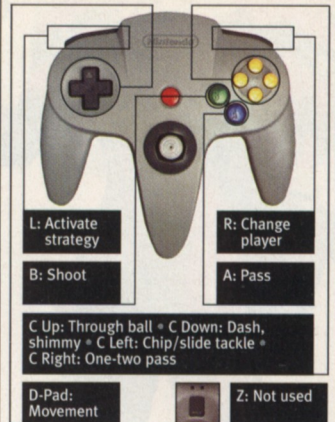 Nintendo
L: Activate
strategy
R: Change
player
B: Shoot
A: Pass
C Up: Through ball • C Down: Dash,
shimmy • C Left: Chip/slide tackle •
C Right: One-two pass
D-Pad:
Movement
Z: Not used